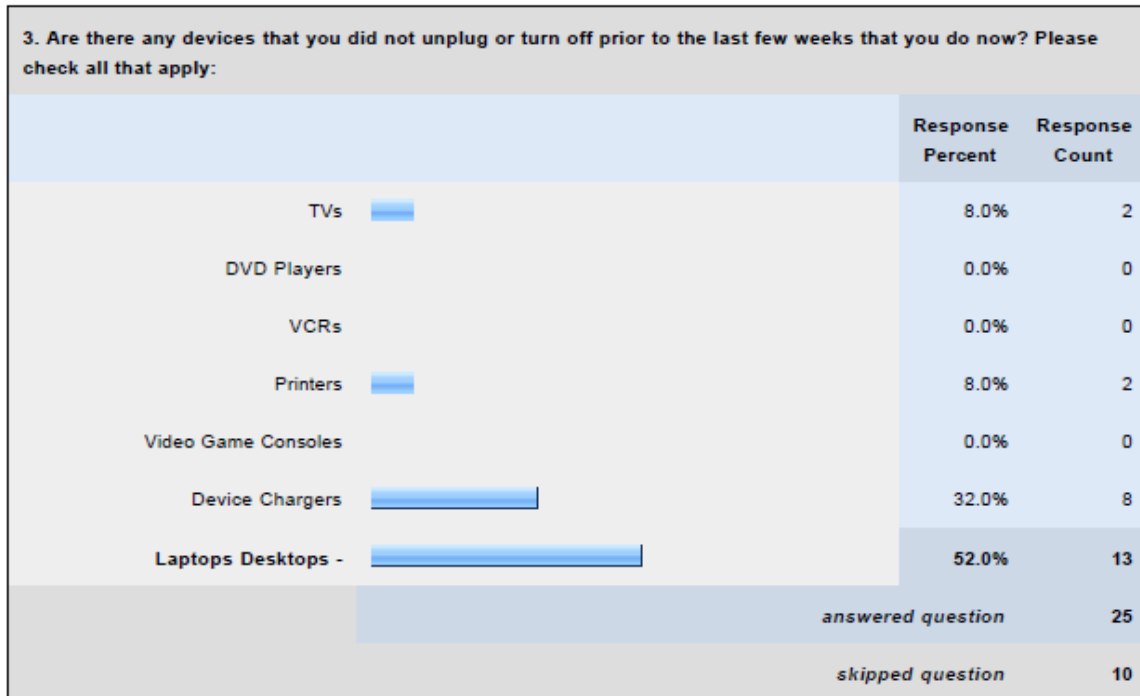 3. Are there any devices that you did not unplug or turn off prior to the last few weeks that you do now? Please
check all that apply:
Response Percent Response Count
TVs 8.0% 2
DVD Players 0.0% 0
VCRs 0.0% 0
Printers 8.0% 2
Video Game Consoles 0.0% 0
Device Chargers 32.0% 8
Laptops Desktops - 52.0% 13
answered question 25
skipped question 10